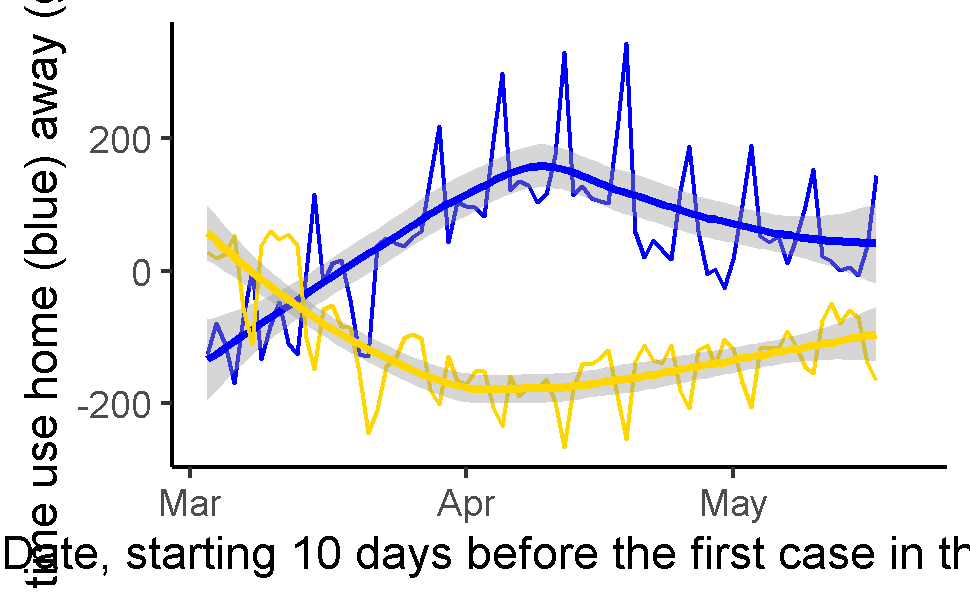 time use home (blue) away (
200
0
-200
Mar Apr May
Date, starting 10 days before the first case in th